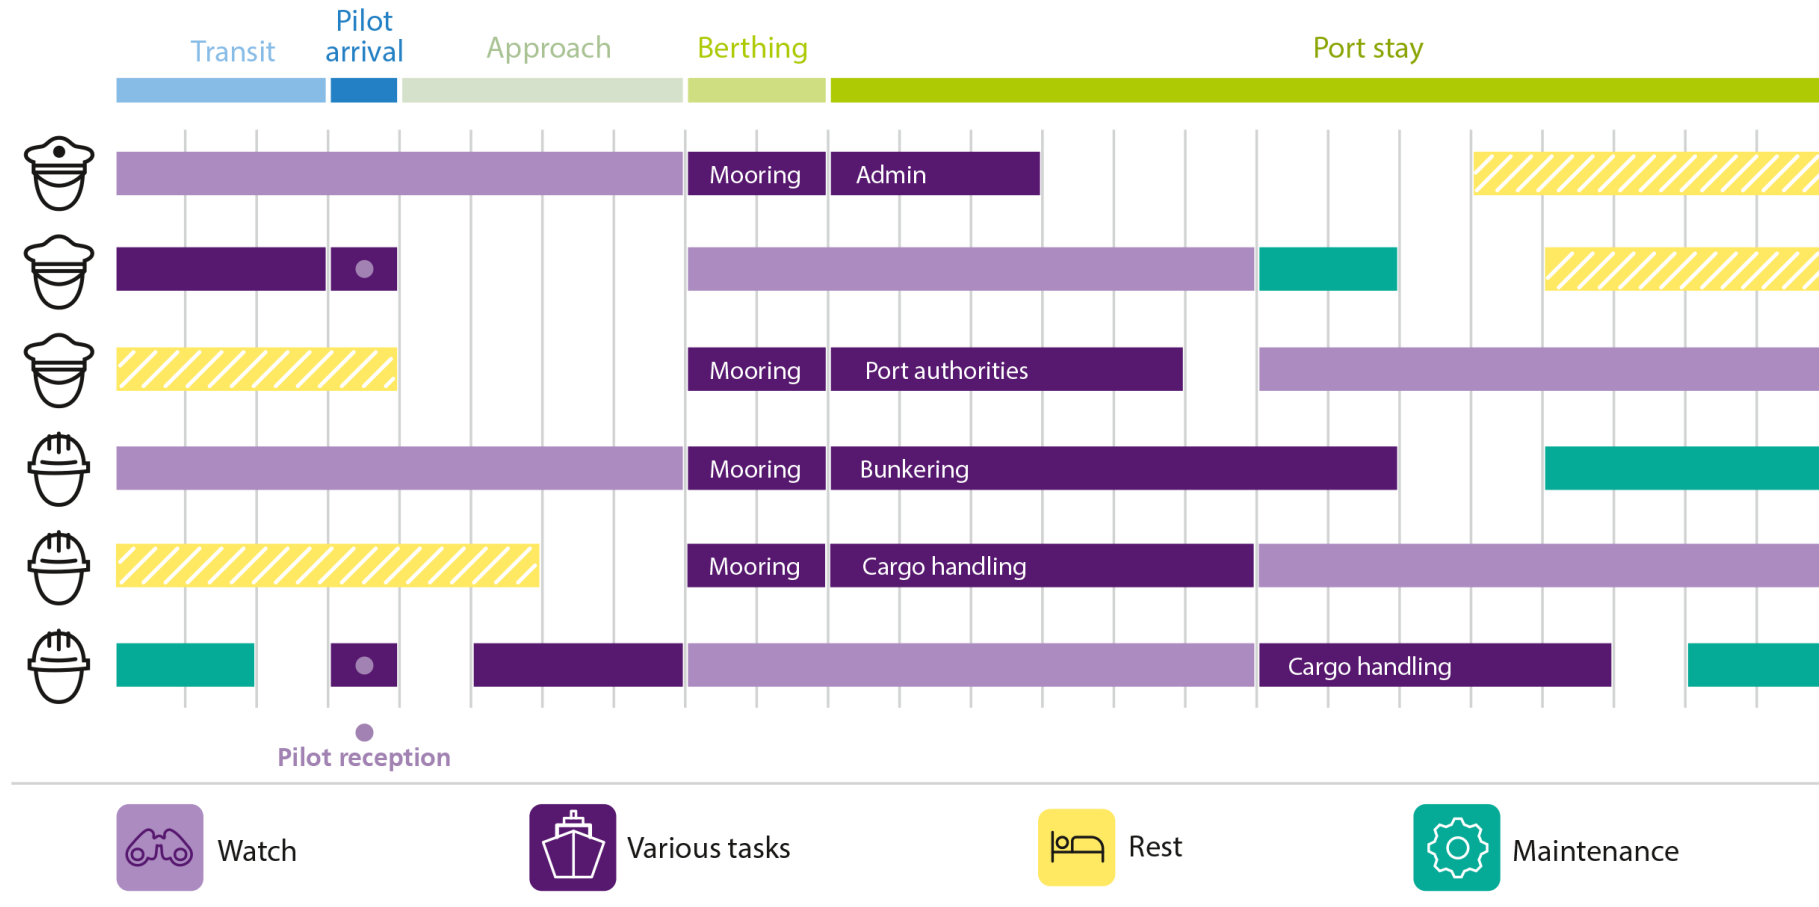 Transit
Pilot
arrival
Approach
Berthing
Port stay
Mooring
Admin
Mooring
Port authorities
Mooring
Bunkering
Mooring
Cargo handling
Cargo handling
Pilot reception
Watch
Various tasks
Rest
Maintenance